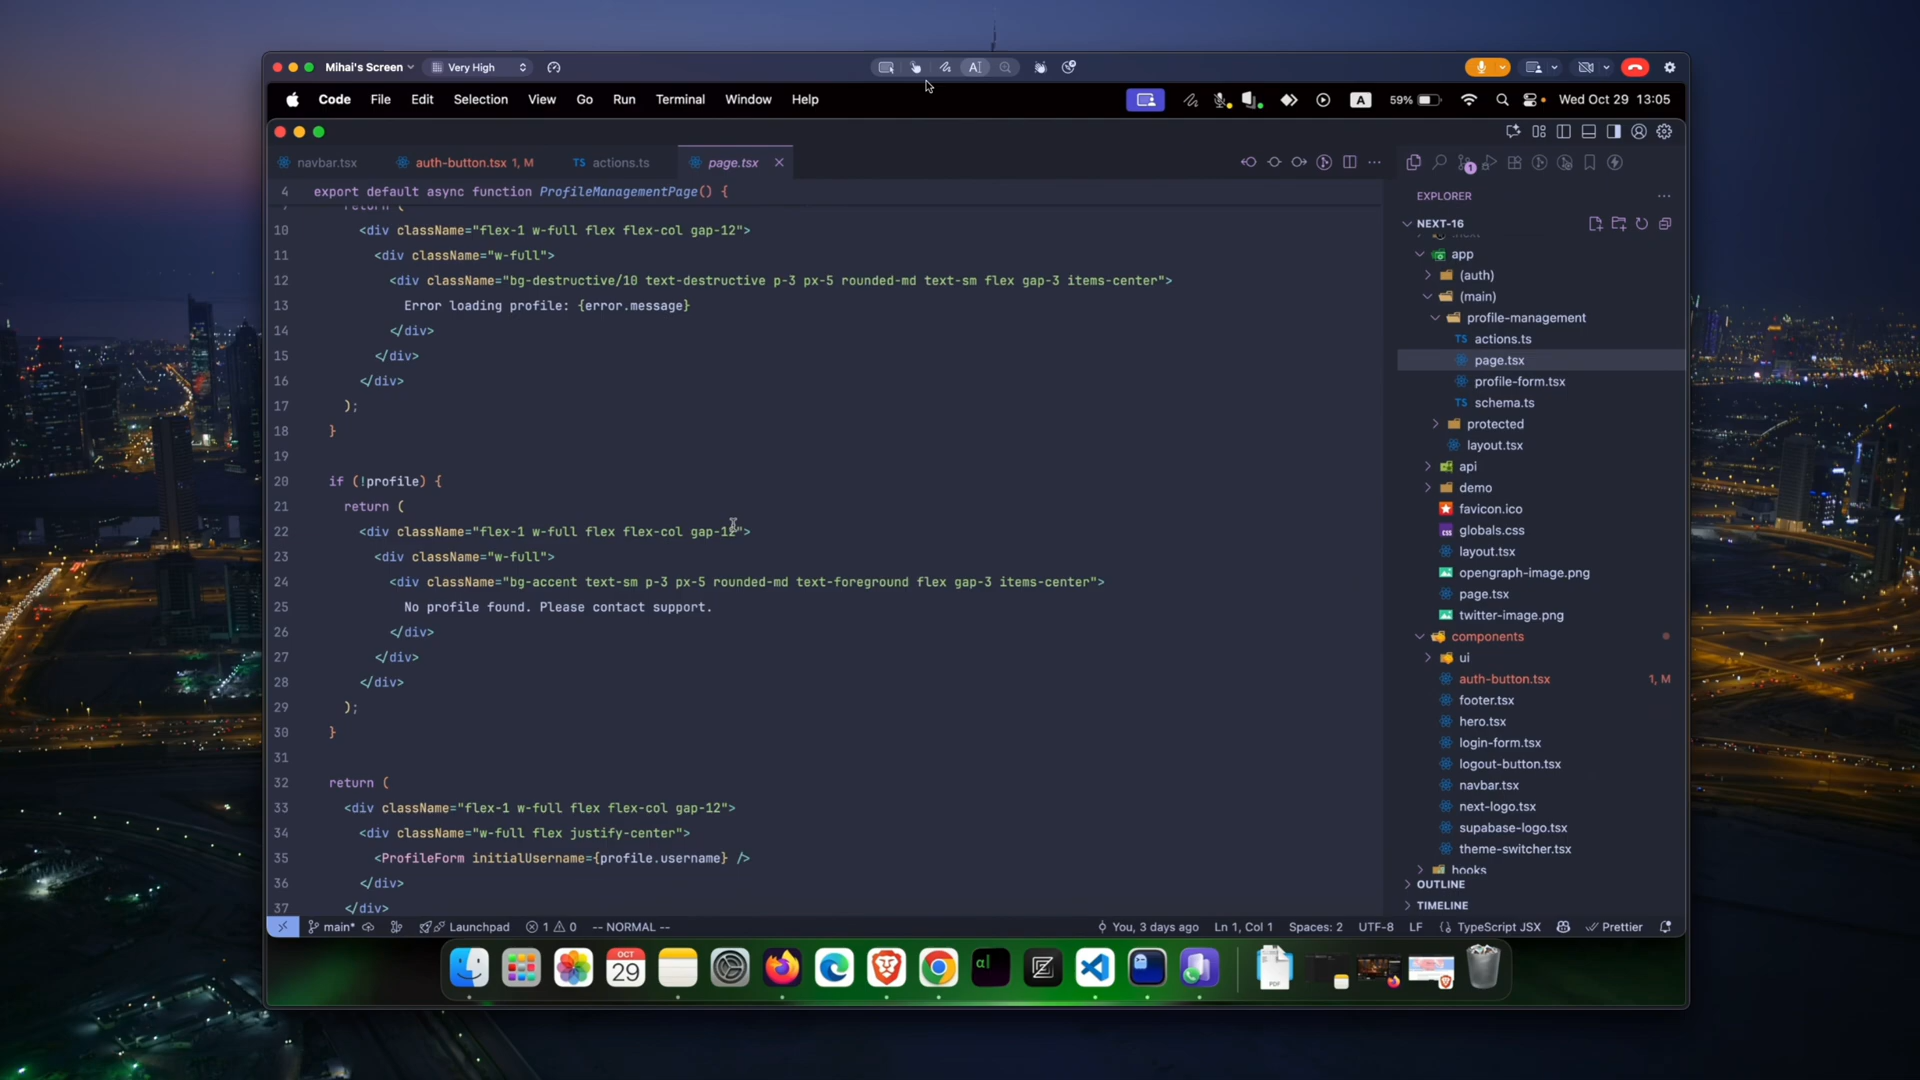 Mihai's Screen
Very High
Code File Edit Selection View Go Run Terminal Window Help
A 59% Wed Oct 29 13:05
navbar.tsx
auth-button.tsx 1, M
TS actions.ts
page.tsx
4 export default async function ProfileManagementPage() {
return (
10 <div className="flex-1 w-full flex flex-col gap-12">
11 <div className="w-full">
12 <div className="bg-destructive/10 text-destructive p-3 px-5 rounded-md text-sm flex gap-3 items-center">
13 Error loading profile: {error.message}
14 </div>
15 </div>
16 </div>
17 );
18 }
19
20 if (!profile) {
21 return (
22 <div className="flex-1 w-full flex flex-col gap-12">
23 <div className="w-full">
24 <div className="bg-accent text-sm p-3 px-5 rounded-md text-foreground flex gap-3 items-center">
25 No profile found. Please contact support.
26 </div>
27 </div>
28 </div>
29 );
30 }
31
32 return (
33 <div className="flex-1 w-full flex flex-col gap-12">
34 <div className="w-full flex justify-center">
35 <ProfileForm initialUsername={profile.username} />
36 </div>
37 </div>
EXPLORER
NEXT-16
app
(auth)
(main)
profile-management
TS actions.ts
page.tsx
profile-form.tsx
TS schema.ts
protected
layout.tsx
api
demo
favicon.ico
globals.css
layout.tsx
opengraph-image.png
page.tsx
twitter-image.png
components
ui
auth-button.tsx 1, M
footer.tsx
hero.tsx
login-form.tsx
logout-button.tsx
navbar.tsx
next-logo.tsx
supabase-logo.tsx
theme-switcher.tsx
hooks
OUTLINE
TIMELINE
main* Launchpad 1 0 -- NORMAL --
You, 3 days ago Ln 1, Col 1 Spaces: 2 UTF-8 LF {} TypeScript JSX Prettier
OCT
29
PDF